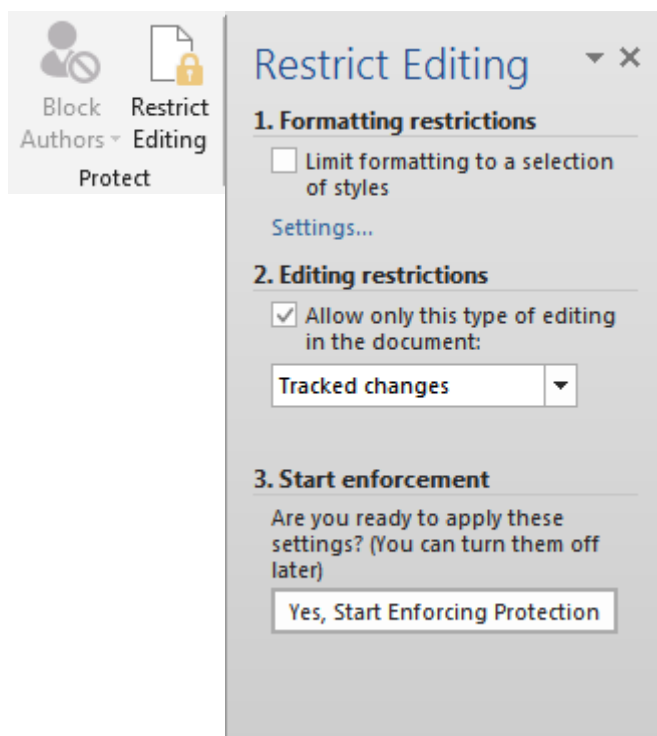 Block Restrict
Authors Editing
Protect
Restrict Editing
1. Formatting restrictions
Limit formatting to a selection
of styles
Settings...
2. Editing restrictions
Allow only this type of editing
in the document:
Tracked changes
3. Start enforcement
Are you ready to apply these
settings? (You can turn them off
later)
Yes, Start Enforcing Protection